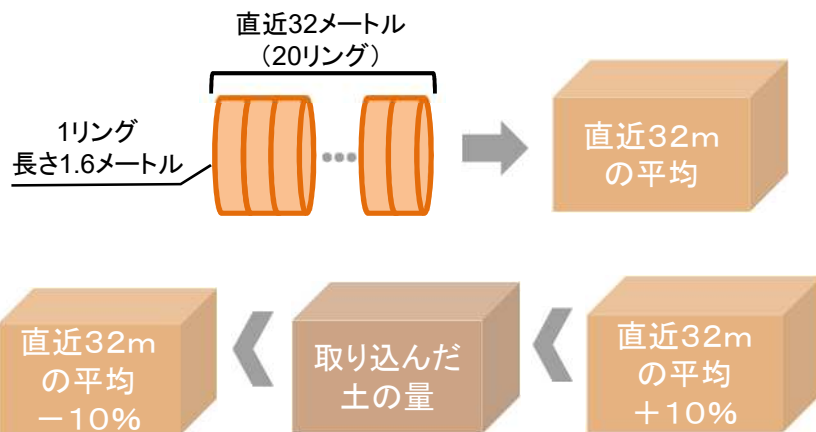 直近32メートル
（20リング）
1リング
長さ1.6メートル
直近32ｍ
の平均
直近32ｍ
の平均
－10%
取り込んだ
土の量
直近32ｍ
の平均
＋10%